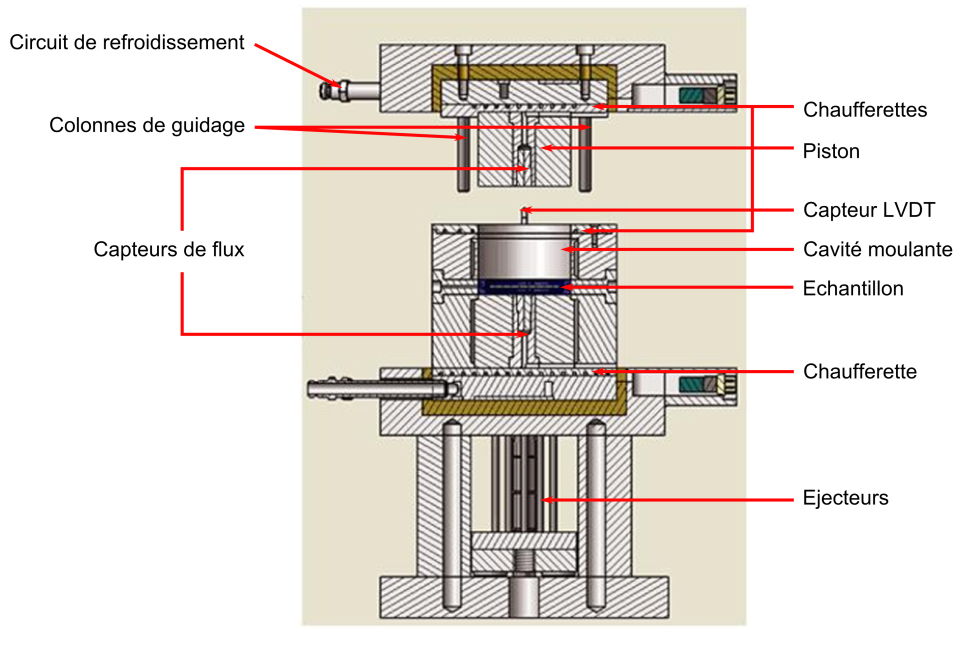 Circuit de refroidissement
Colonnes de guidage
Capteurs de flux
Chaufferettes
Piston
Capteur LVDT
Cavité moulante
Echantillon
Chaufferette
Ejecteurs